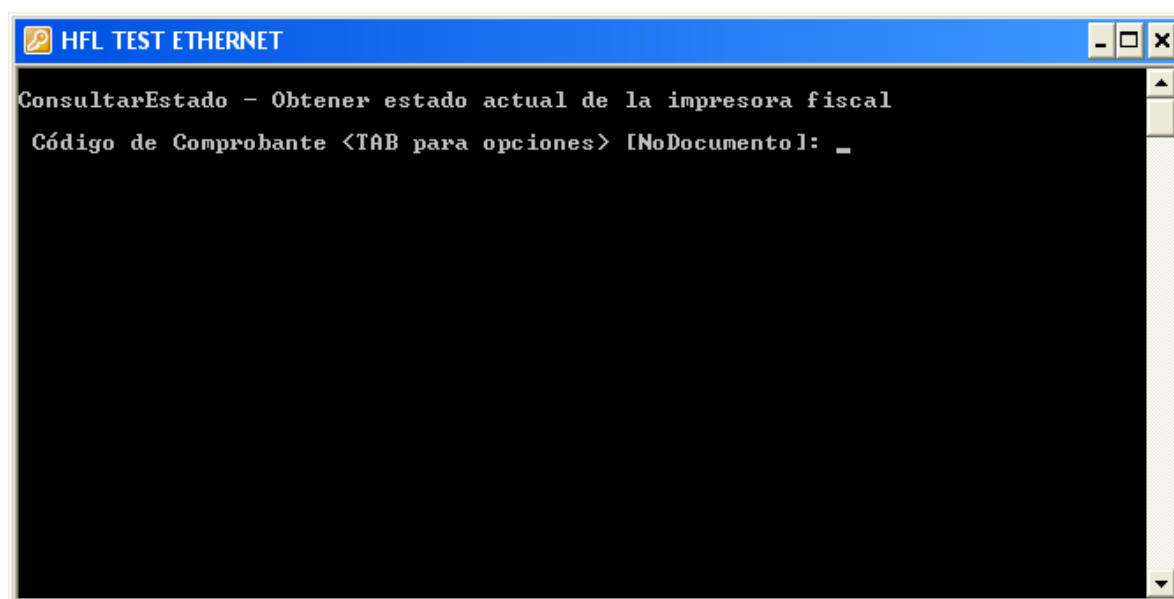 HFL TEST ETHERNET
ConsultarEstado - Obtener estado actual de la impresora fiscal
Código de Comprobante <TAB para opciones> [NoDocumento]: _